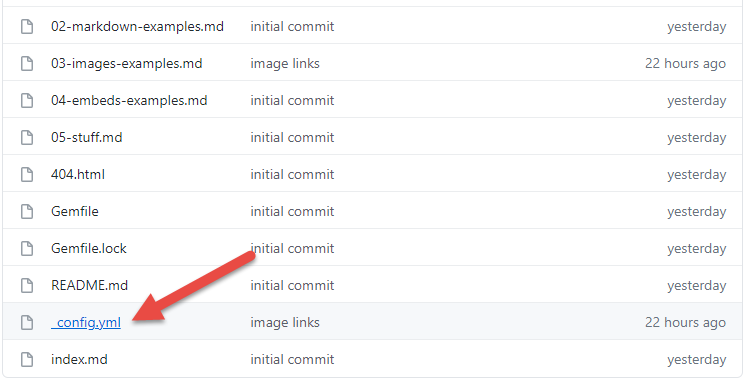 02-markdown-examples.md initial commit yesterday
03-images-examples.md image links 22 hours ago
04-embeds-examples.md initial commit yesterday
05-stuff.md initial commit yesterday
404.html initial commit yesterday
Gemfile initial commit yesterday
Gemfile.lock initial commit yesterday
README.md initial commit yesterday
_config.yml image links 22 hours ago
index.md initial commit yesterday